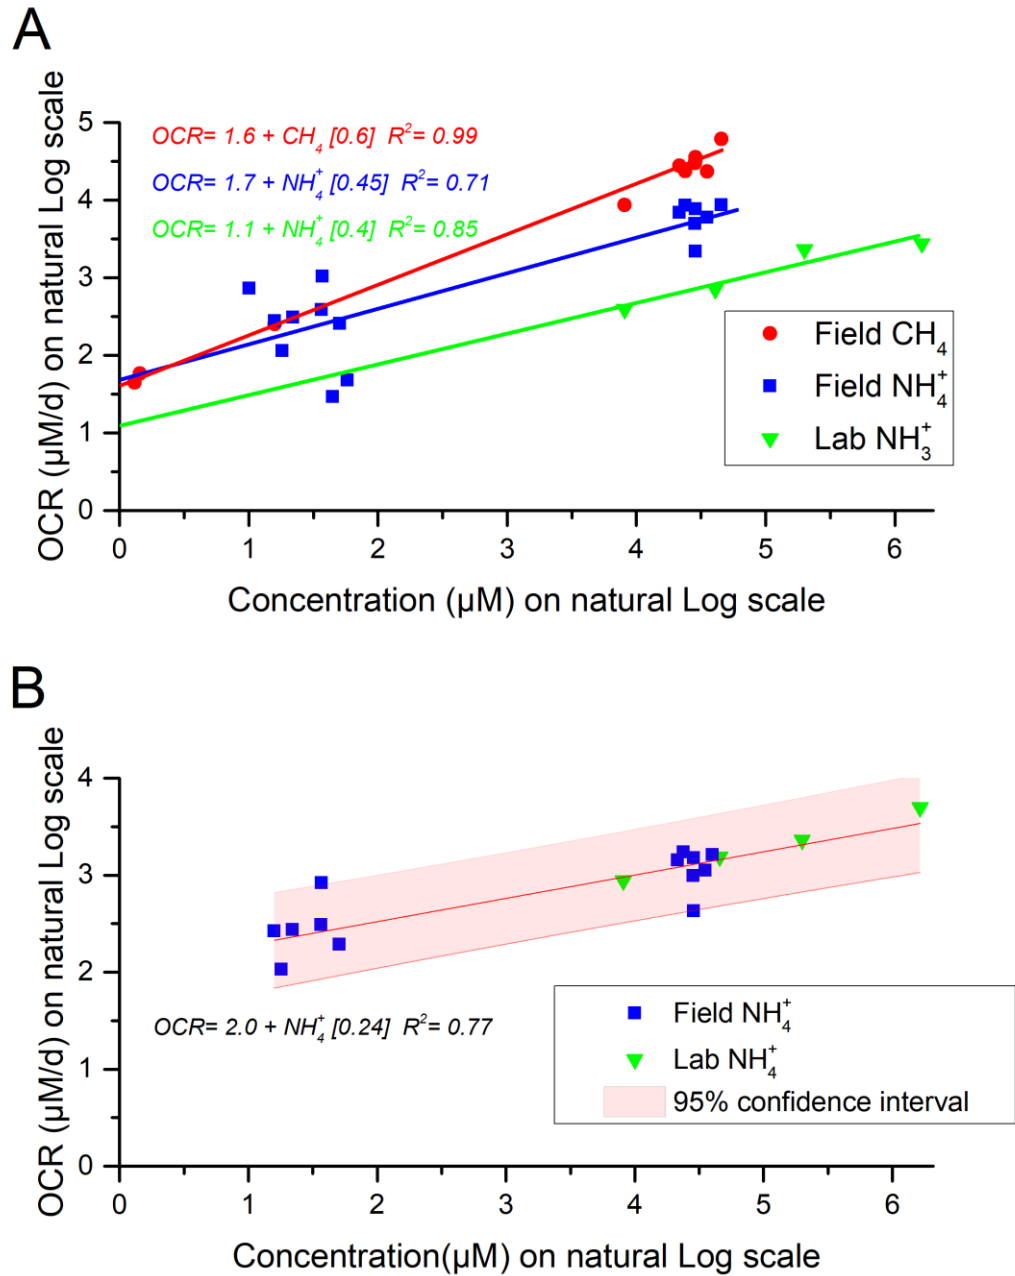 A
OCR (µM/d) on natural Log scale
5
4
3
2
1
0
OCR= 1.6 + CH₄ [0.6] R²= 0.99
OCR= 1.7 + NH₄⁺ [0.45] R²= 0.71
OCR= 1.1 + NH₄⁺ [0.4] R²= 0.85
Field CH₄
Field NH₄⁺
Lab NH₃⁺
0 1 2 3 4 5 6
Concentration (µM) on natural Log scale
B
OCR (µM/d) on natural Log scale
4
3
2
1
0
OCR= 2.0 + NH₄⁺ [0.24] R²= 0.77
Field NH₄⁺
Lab NH₄⁺
95% confidence interval
0 1 2 3 4 5 6
Concentration(µM) on natural Log scale